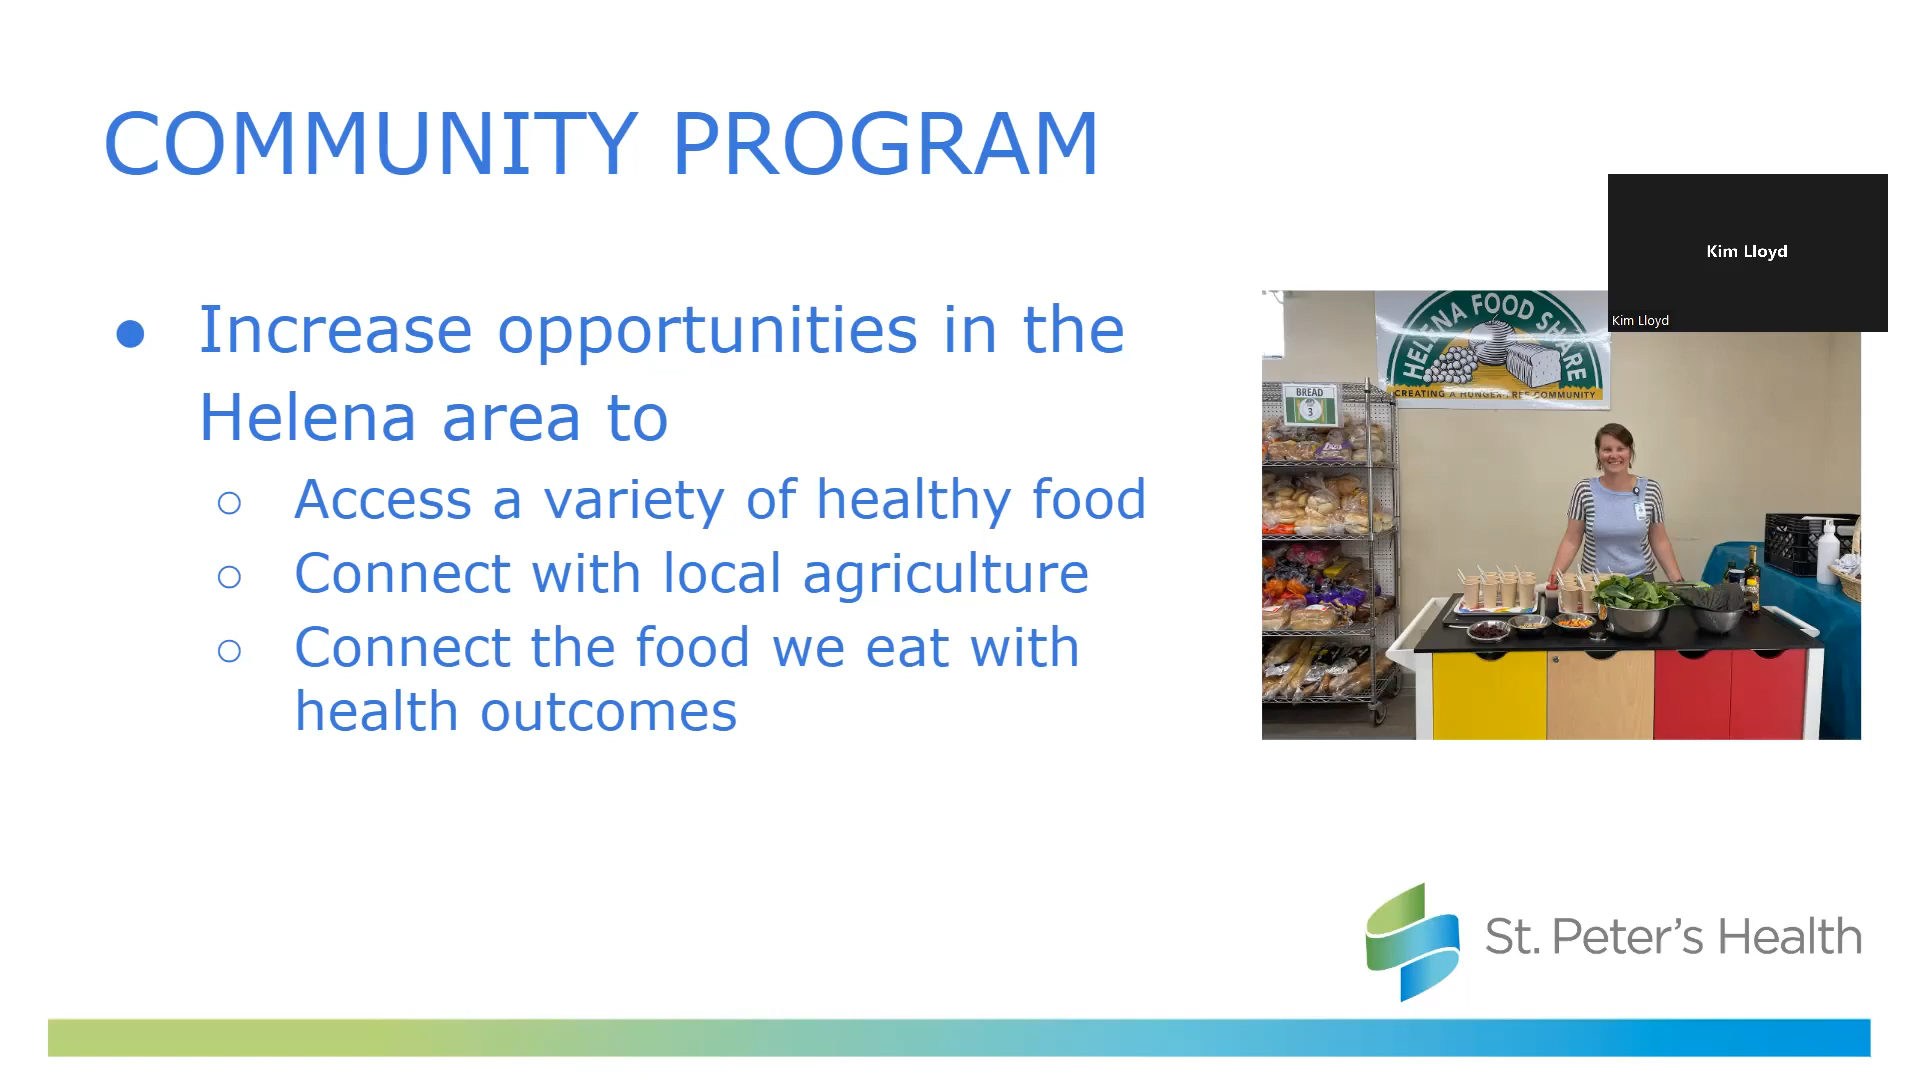 COMMUNITY PROGRAM
Kim Lloyd
Kim Lloyd
● Increase opportunities in the
Helena area to
○ Access a variety of healthy food
○ Connect with local agriculture
○ Connect the food we eat with
health outcomes
HELENA FOOD SHARE
CREATING A HUNGER-FREE COMMUNITY
BREAD
3
St. Peter's Health